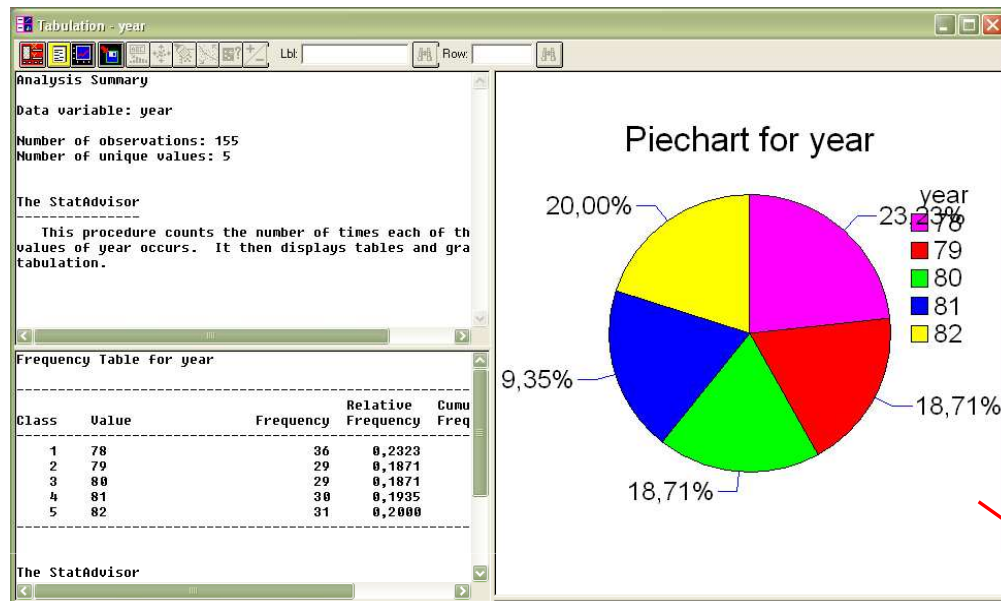 Tabulation - year
Lbl: Row:
Analysis Summary
Data variable: year
Number of observations: 155
Number of unique values: 5
The StatAdvisor
---------------
This procedure counts the number of times each of th
values of year occurs. It then displays tables and gra
tabulation.
Frequency Table for year
Relative Cumu
Class Value Frequency Frequency Freq
1 78 36 0,2323
2 79 29 0,1871
3 80 29 0,1871
4 81 30 0,1935
5 82 31 0,2000
The StatAdvisor
Piechart for year
20,00%
23,23%
9,35%
18,71%
18,71%
year
78
79
80
81
82